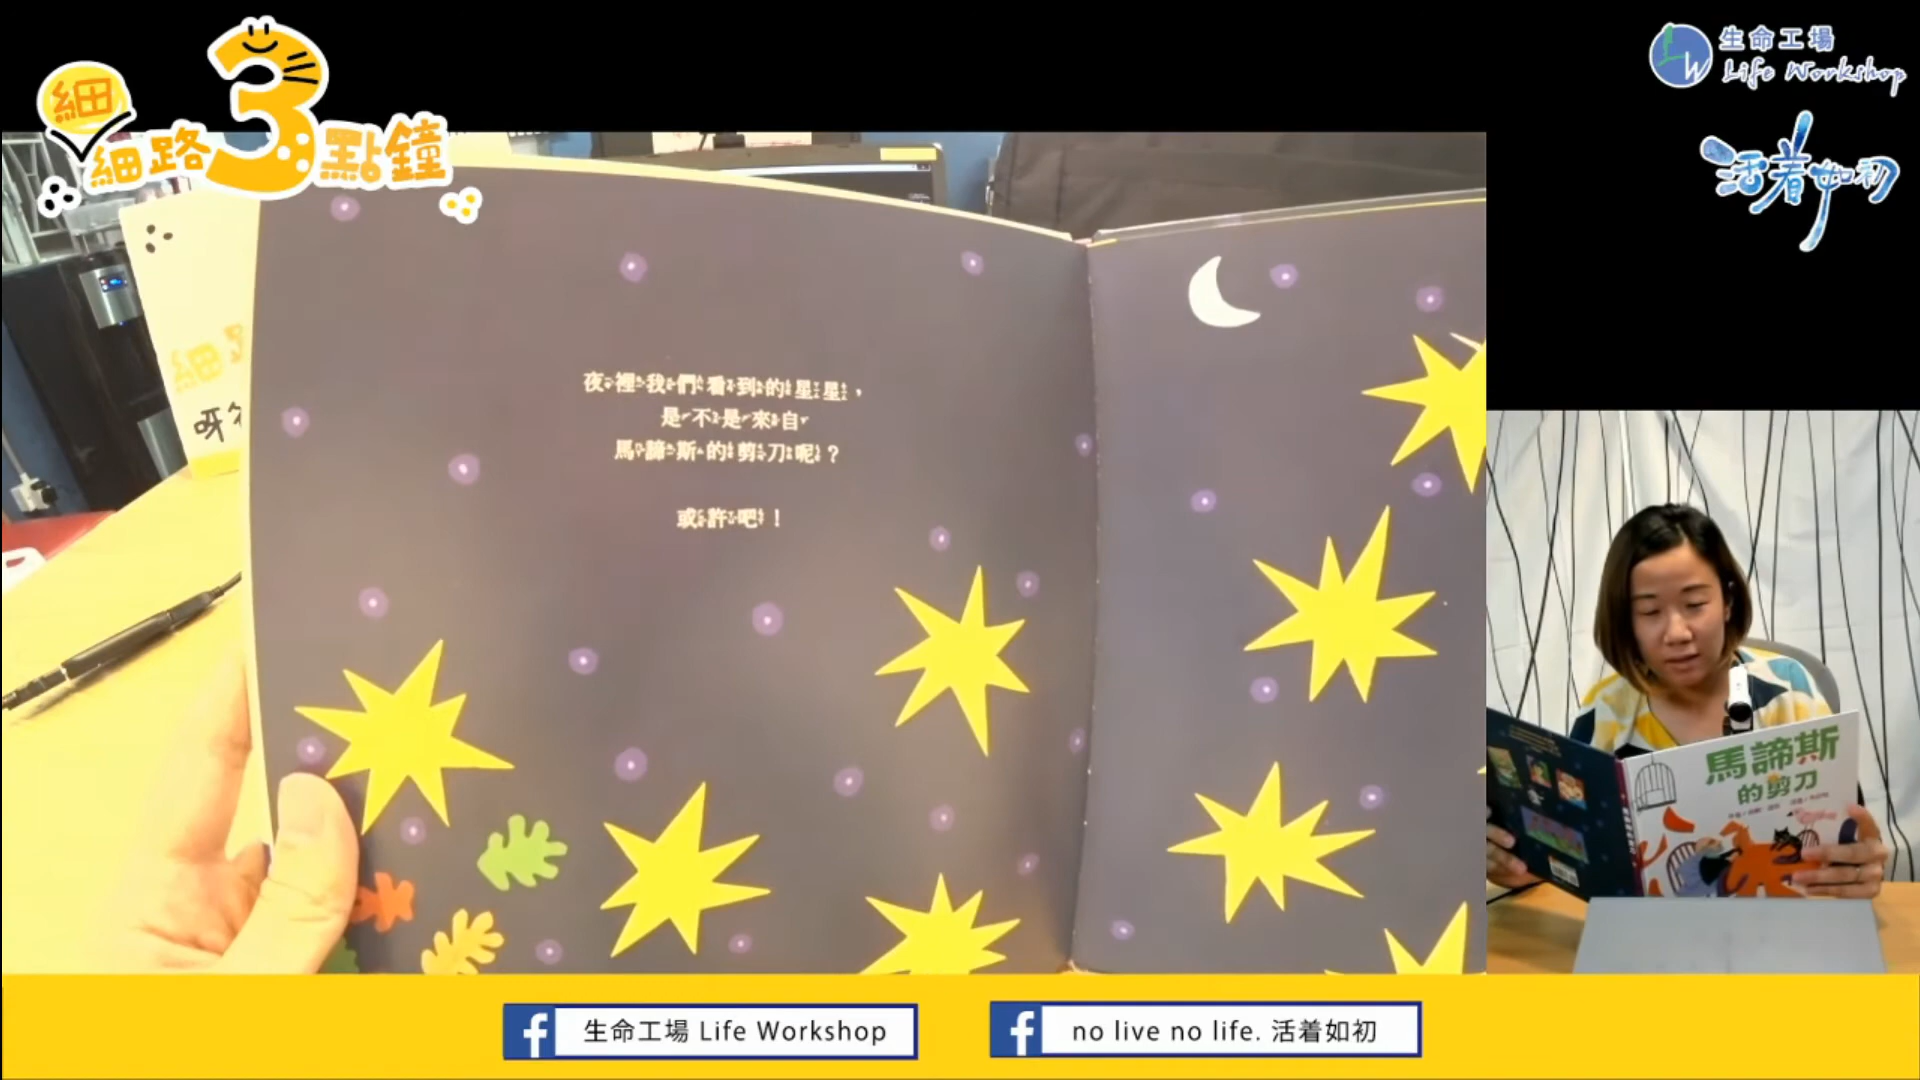 細
細路3點鐘
生命工場
Life Workshop
活着如初
細
呀
夜裡我們看到的星星，
是不是來自
馬諦斯的剪刀呢？
或許吧！
馬諦斯
的剪刀
生命工場 Life Workshop
no live no life. 活着如初